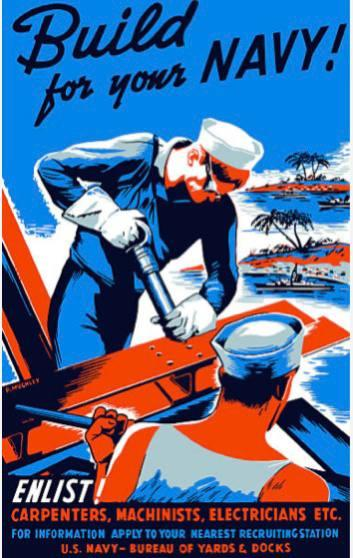 Build
for your NAVY!
R. MUCHLEY
ENLIST!
CARPENTERS, MACHINISTS, ELECTRICIANS ETC.
FOR INFORMATION APPLY TO YOUR NEAREST RECRUITING STATION
U.S. NAVY - BUREAU OF YARDS & DOCKS